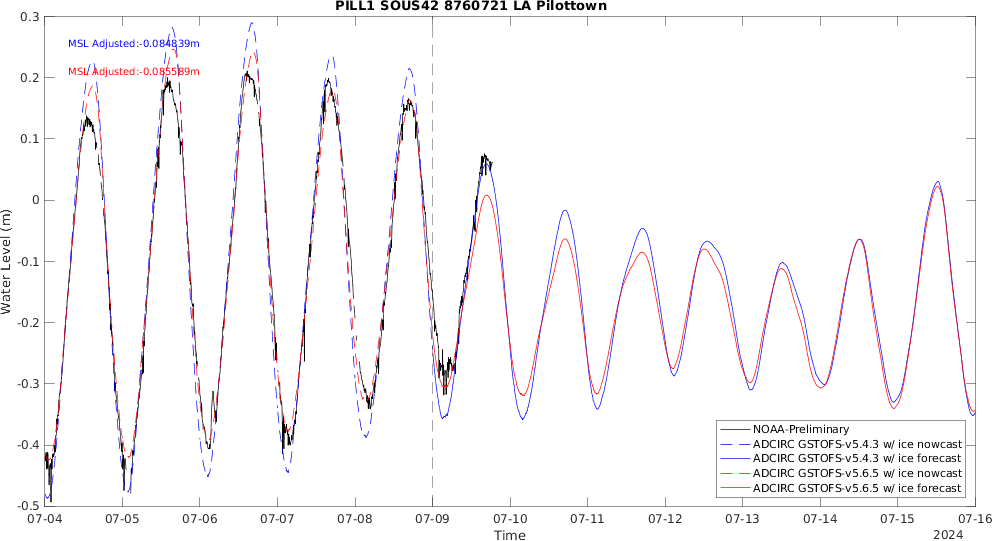 PILL1 SOUS42 8760721 LA Pilottown
MSL Adjusted:-0.084839m
MSL Adjusted:-0.085589m
Water Level (m)
0.3
0.2
0.1
0
-0.1
-0.2
-0.3
-0.4
-0.5
07-04 07-05 07-06 07-07 07-08 07-09 07-10 07-11 07-12 07-13 07-14 07-15 07-16
Time
2024
NOAA-Preliminary
ADCIRC GSTOFS-v5.4.3 w/ ice nowcast
ADCIRC GSTOFS-v5.4.3 w/ ice forecast
ADCIRC GSTOFS-v5.6.5 w/ ice nowcast
ADCIRC GSTOFS-v5.6.5 w/ ice forecast